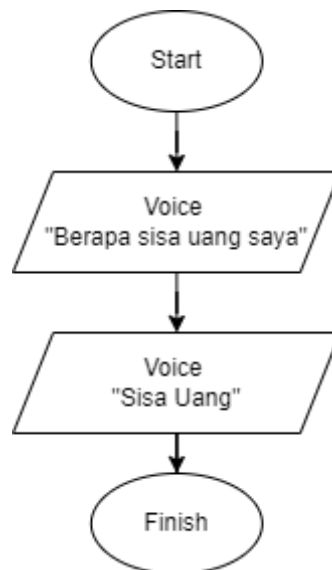 Start
Voice
"Berapa sisa uang saya"
Voice
"Sisa Uang"
Finish